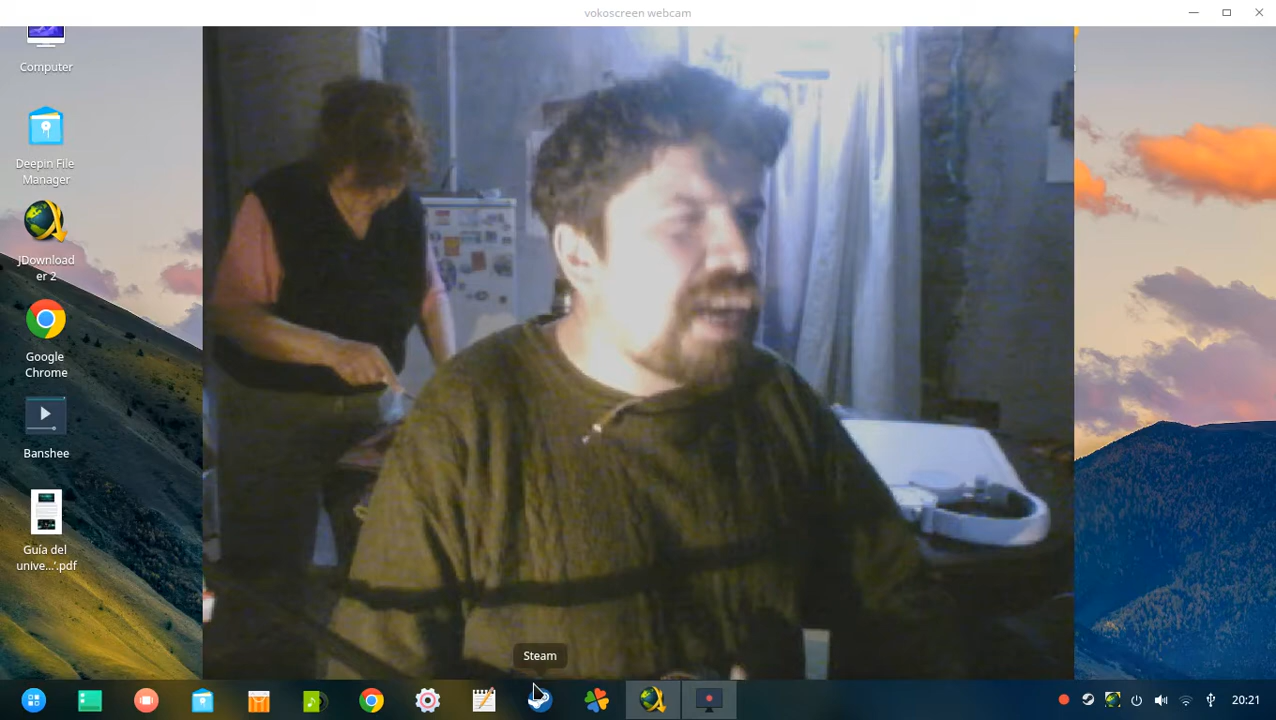 vokoscreen webcam
Computer
Deepin File
Manager
JDownload
er 2
Google
Chrome
Banshee
Guía del
unive...'.pdf
Steam
20:21